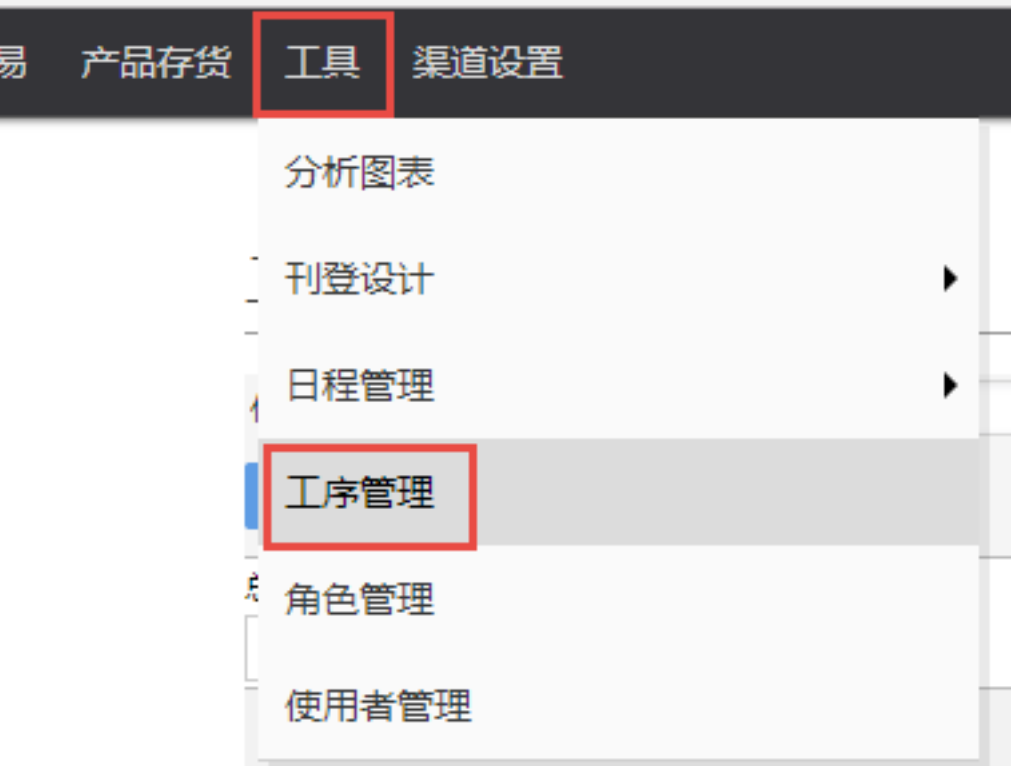 易 产品存货 工具 渠道设置
分析图表
刊登设计
日程管理
工序管理
角色管理
使用者管理